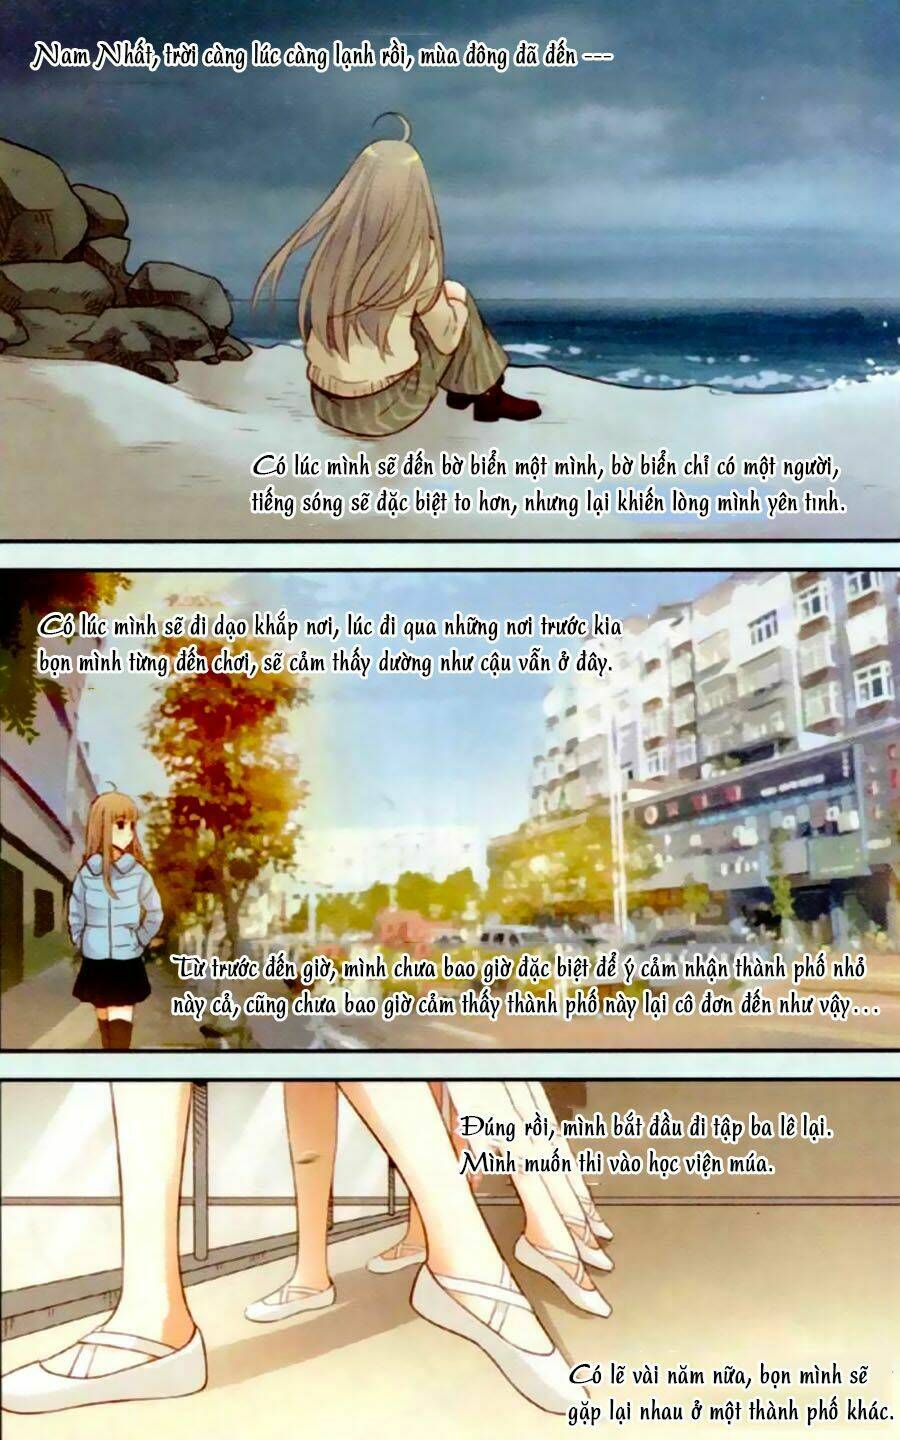 Nam Nhất, trời càng lúc càng lạnh rồi, mùa đông đã đến ---
Có lúc mình sẽ đến bờ biển một mình, bờ biển chỉ có một người,
tiếng sóng sẽ đặc biệt to hơn, nhưng lại khiến lòng mình yên tĩnh.
Có lúc mình sẽ đi dạo khắp nơi, lúc đi qua những nơi trước kia
bọn mình từng đến chơi, sẽ cảm thấy dường như cậu vẫn ở đây.
Từ trước đến giờ, mình chưa bao giờ đặc biệt để ý cảm nhận thành phố nhỏ
này cả, cũng chưa bao giờ cảm thấy thành phố này lại cô đơn đến như vậy...
Đúng rồi, mình bắt đầu đi tập ba lê lại.
Mình muốn thi vào học viện múa.
Có lẽ vài năm nữa, bọn mình sẽ
gặp lại nhau ở một thành phố khác.